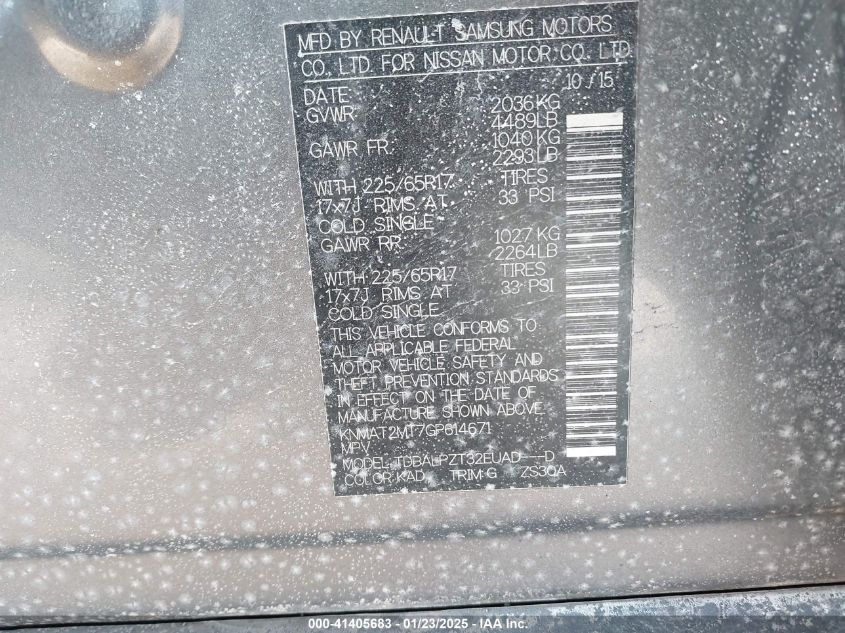 MFD BY RENAULT SAMSUNG MOTORS
CO. LTD. FOR NISSAN MOTOR CO. LTD
DATE 10/15
GVWR 2036KG
4489LB
GAWR FR: 1040KG
2293LB
WITH 225/65R17 TIRES
17x7J RIMS AT 33 PSI
COLD SINGLE
GAWR RR: 1027KG
2264LB
WITH 225/65R17 TIRES
17x7J RIMS AT 33 PSI
COLD SINGLE
THIS VEHICLE CONFORMS TO
ALL APPLICABLE FEDERAL
MOTOR VEHICLE SAFETY AND
THEFT PREVENTION STANDARDS
IN EFFECT ON THE DATE OF
MANUFACTURE SHOWN ABOVE.
KNMAT2MT7GP614671
MPV
MODEL: TDBALPZT32EUAD---D
COLOR:KAD TRIM:G ZS30A
000-41405683 - 01/23/2025 - IAA Inc.